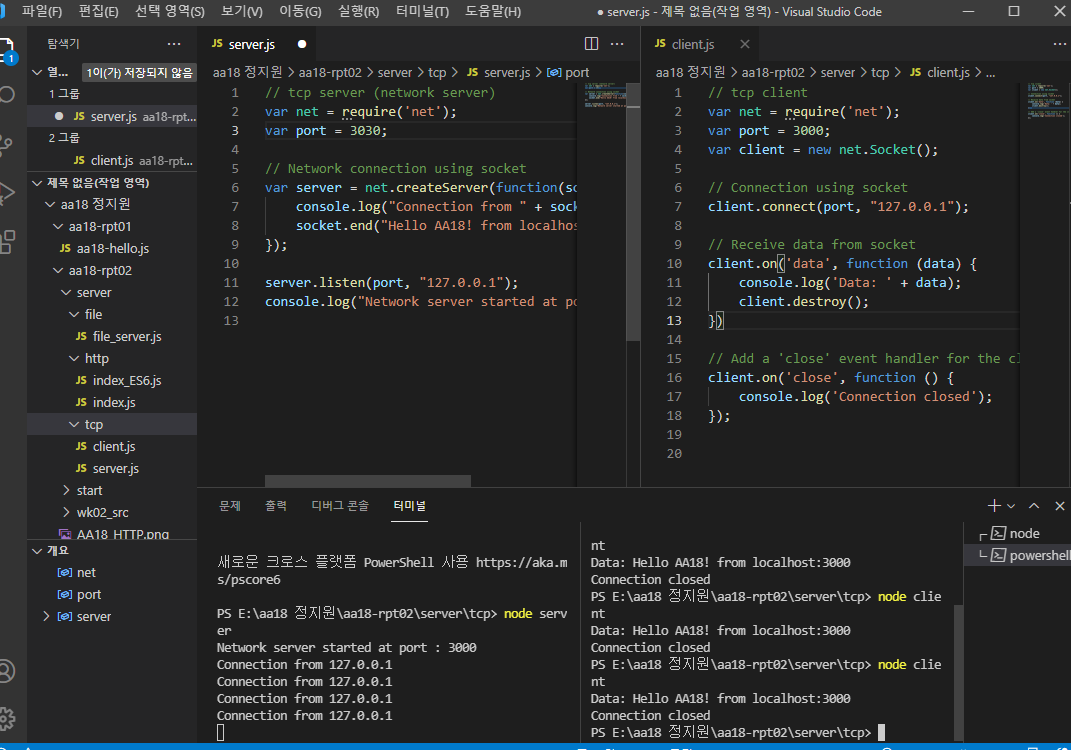 파일(F) 편집(E) 선택 영역(S) 보기(V) 이동(G) 실행(R) 터미널(T) 도움말(H) ● server.js - 제목 없음(작업 영역) - Visual Studio Code
탐색기 ...
1
열... 1이(가) 저장되지 않음
1 그룹
● JS server.js aa18-rpt...
2 그룹
JS client.js aa18-rpt...
제목 없음(작업 영역)
aa18 정지원
aa18-rpt01
JS aa18-hello.js
aa18-rpt02
server
file
JS file_server.js
http
JS index_ES6.js
JS index.js
tcp
JS client.js
JS server.js
start
wk02_src
AA18_HTTP.png
개요
net
port
server
JS server.js ●
aa18 정지원 > aa18-rpt02 > server > tcp > JS server.js > port
1 // tcp server (network server)
2 var net = require('net');
3 var port = 3030;
4
5 // Network connection using socket
6 var server = net.createServer(function(so
7 console.log("Connection from " + sock
8 socket.end("Hello AA18! from localhos
9 });
10
11 server.listen(port, "127.0.0.1");
12 console.log("Network server started at po
13
JS client.js ×
aa18 정지원 > aa18-rpt02 > server > tcp > JS client.js > ...
1 // tcp client
2 var net = require('net');
3 var port = 3000;
4 var client = new net.Socket();
5
6 // Connection using socket
7 client.connect(port, "127.0.0.1");
8
9 // Receive data from socket
10 client.on('data', function (data) {
11 console.log('Data: ' + data);
12 client.destroy();
13 })
14
15 // Add a 'close' event handler for the cl
16 client.on('close', function () {
17 console.log('Connection closed');
18 });
19
20
문제 출력 디버그 콘솔 터미널
새로운 크로스 플랫폼 PowerShell 사용 https://aka.m
s/pscore6
PS E:\aa18 정지원\aa18-rpt02\server\tcp> node serv
er
Network server started at port : 3000
Connection from 127.0.0.1
Connection from 127.0.0.1
Connection from 127.0.0.1
Connection from 127.0.0.1
nt
Data: Hello AA18! from localhost:3000
Connection closed
PS E:\aa18 정지원\aa18-rpt02\server\tcp> node clie
nt
Data: Hello AA18! from localhost:3000
Connection closed
PS E:\aa18 정지원\aa18-rpt02\server\tcp> node clie
nt
Data: Hello AA18! from localhost:3000
Connection closed
PS E:\aa18 정지원\aa18-rpt02\server\tcp>
node
powershell